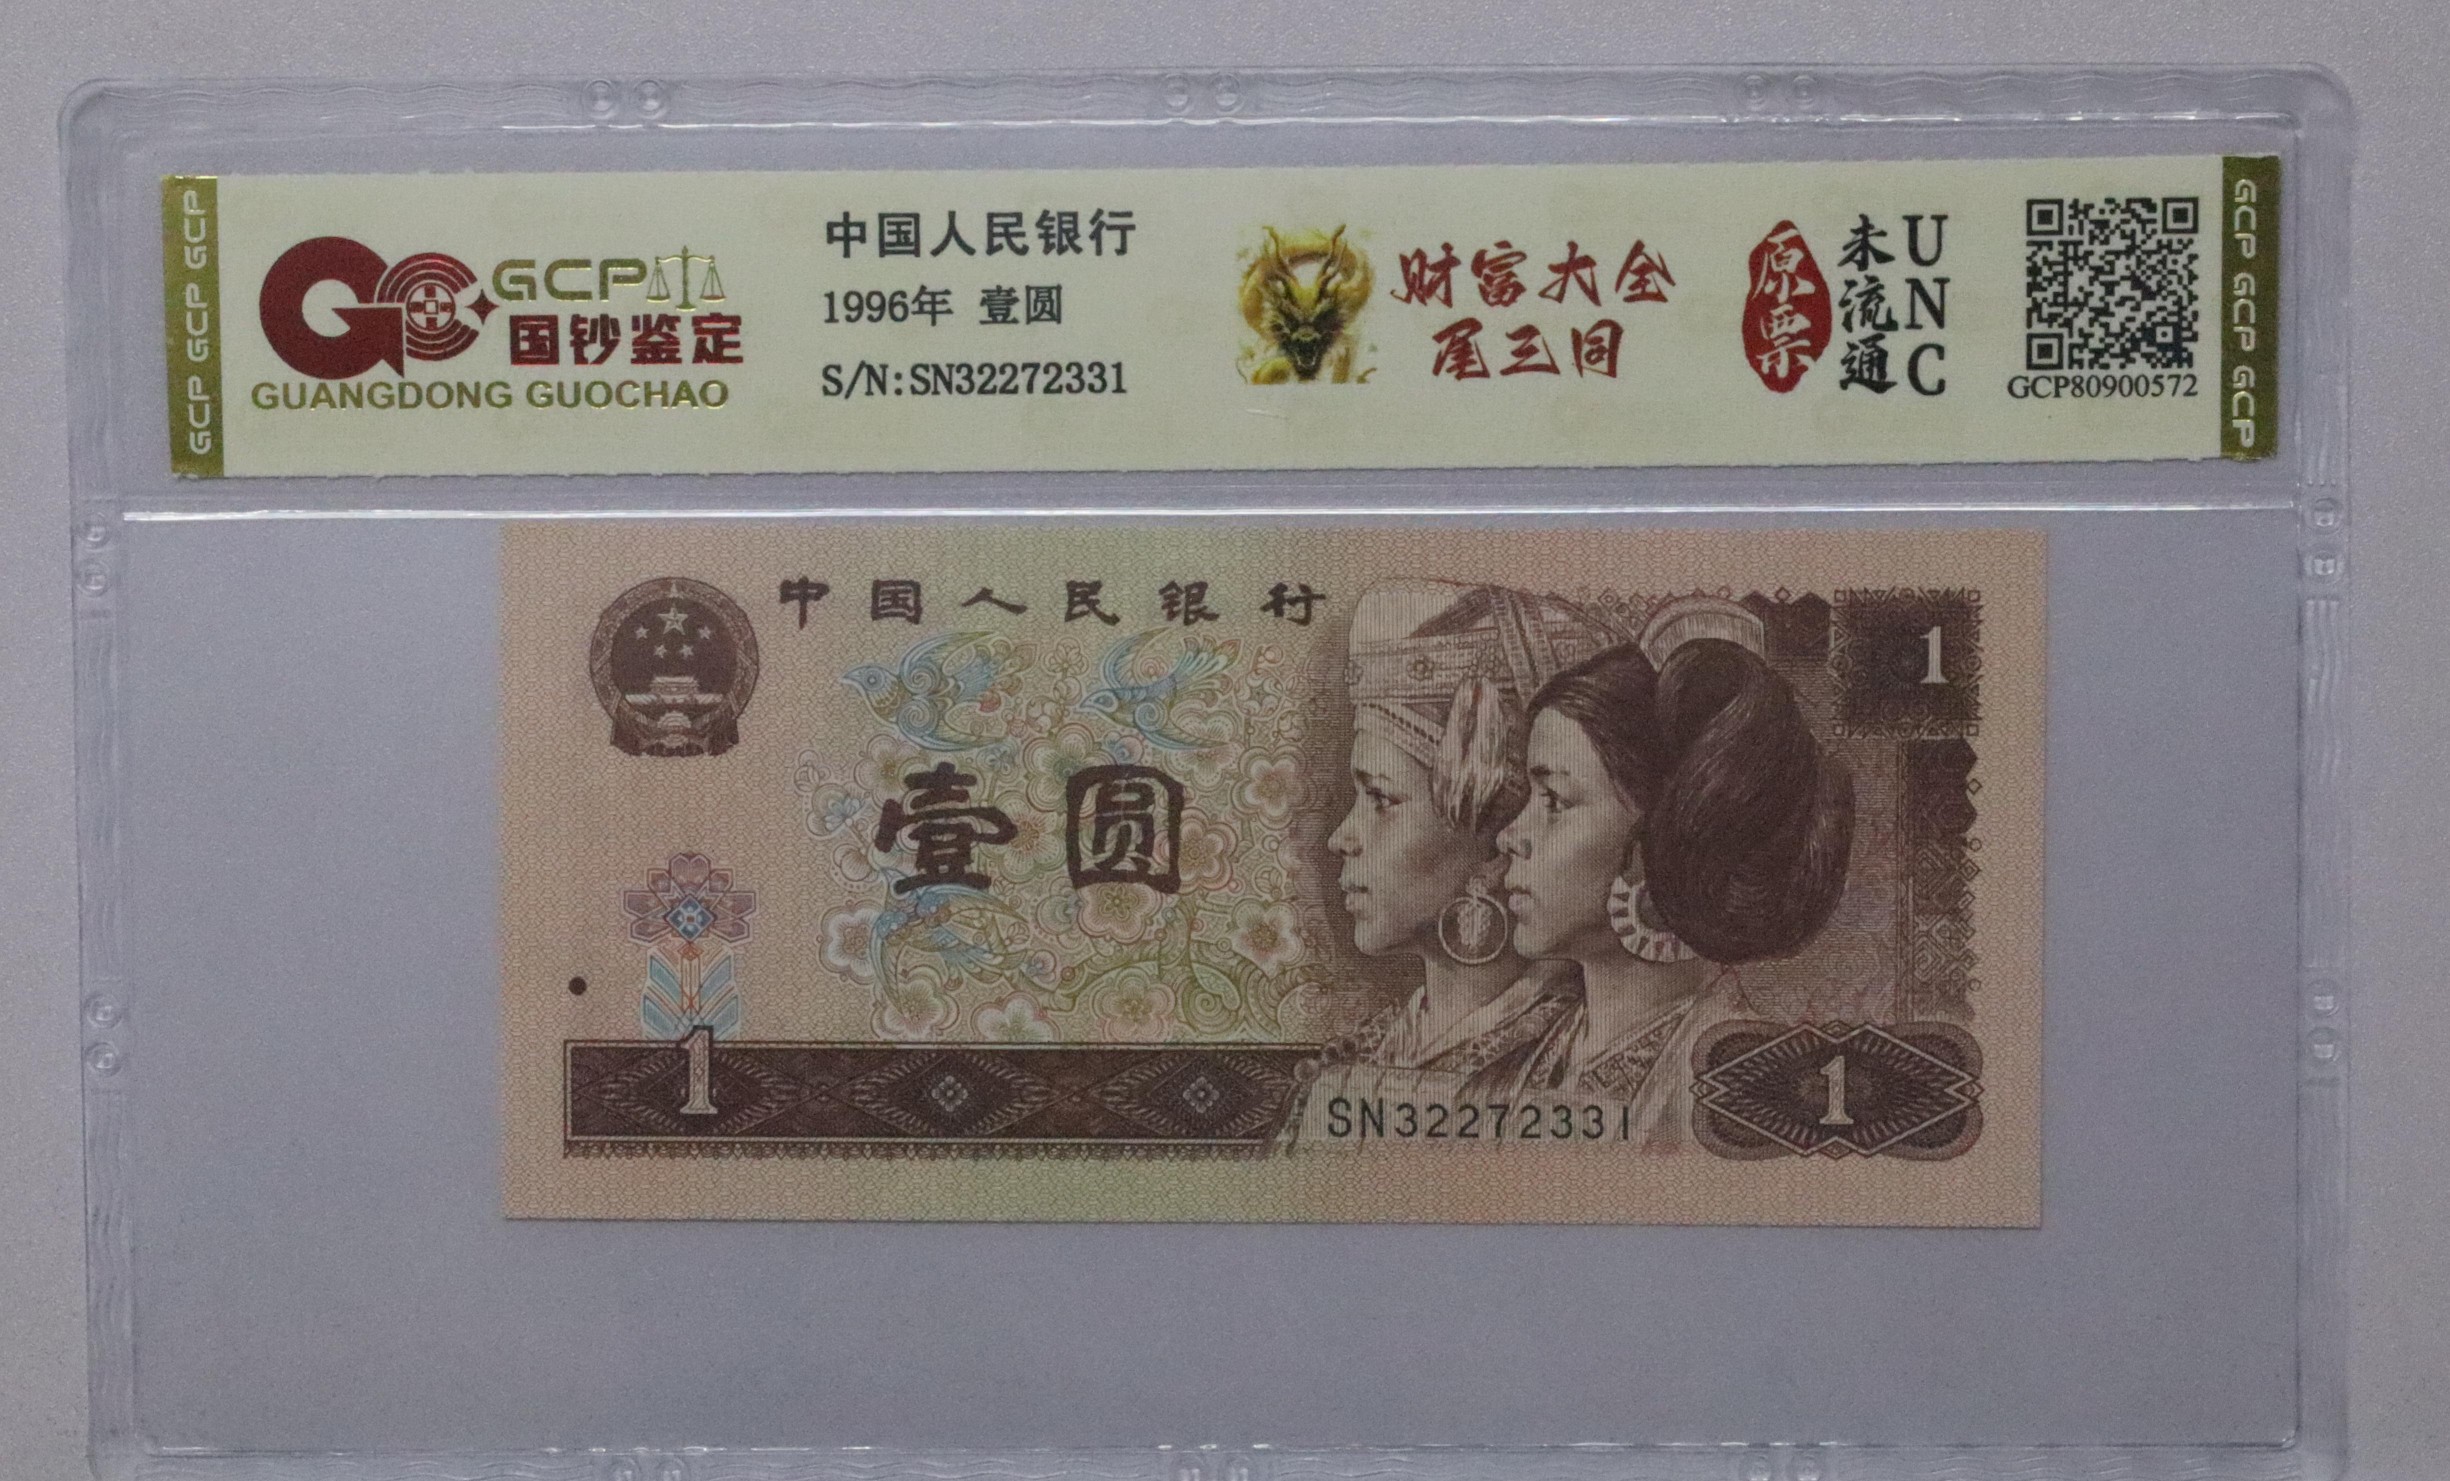 GCP GCP GCP
GCP
国钞鉴定
GUANGDONG GUOCHAO
中国人民银行
1996年 壹圆
S/N:SN32272331
财富大全
尾三同
原票
未流通
UNC
GCP80900572
GCP GCP GCP
中国人民银行
1
壹圆
1
SN32272331
1